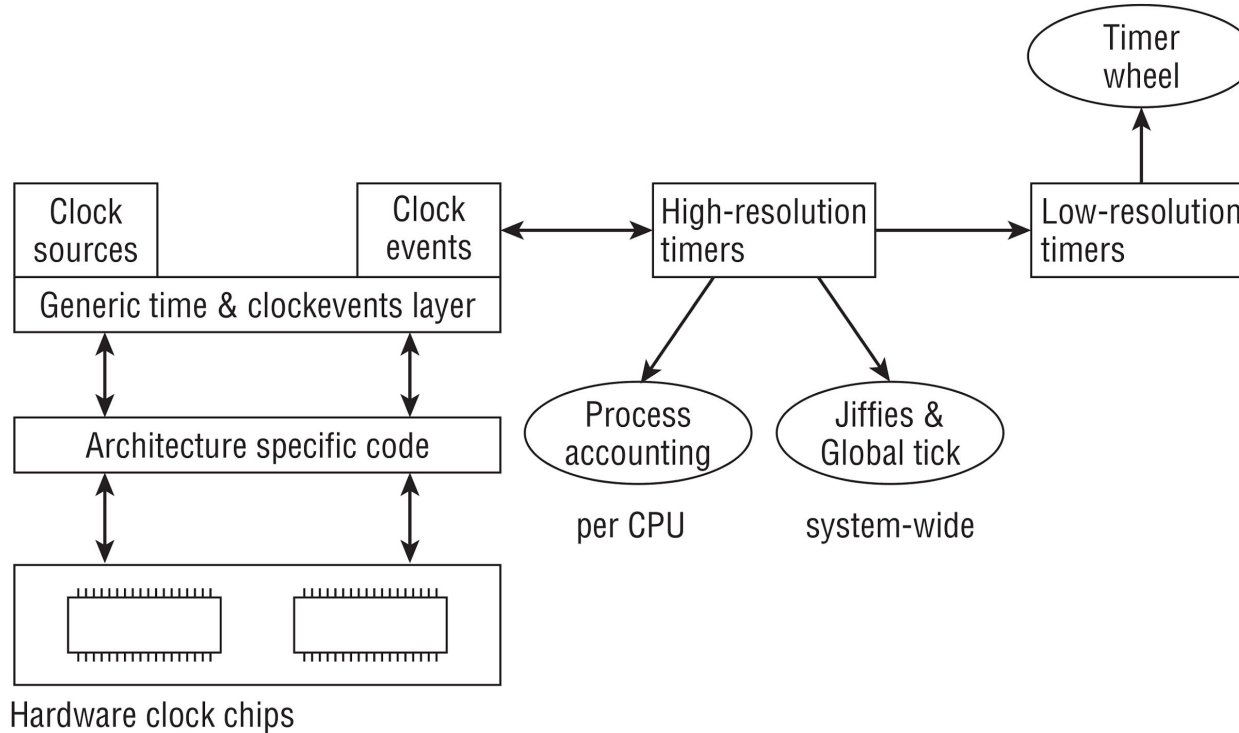 Timer
wheel
Clock
sources
Clock
events
High-resolution
timers
Low-resolution
timers
Generic time & clockevents layer
Process
accounting
Jiffies &
Global tick
Architecture specific code
per CPU
system-wide
Hardware clock chips